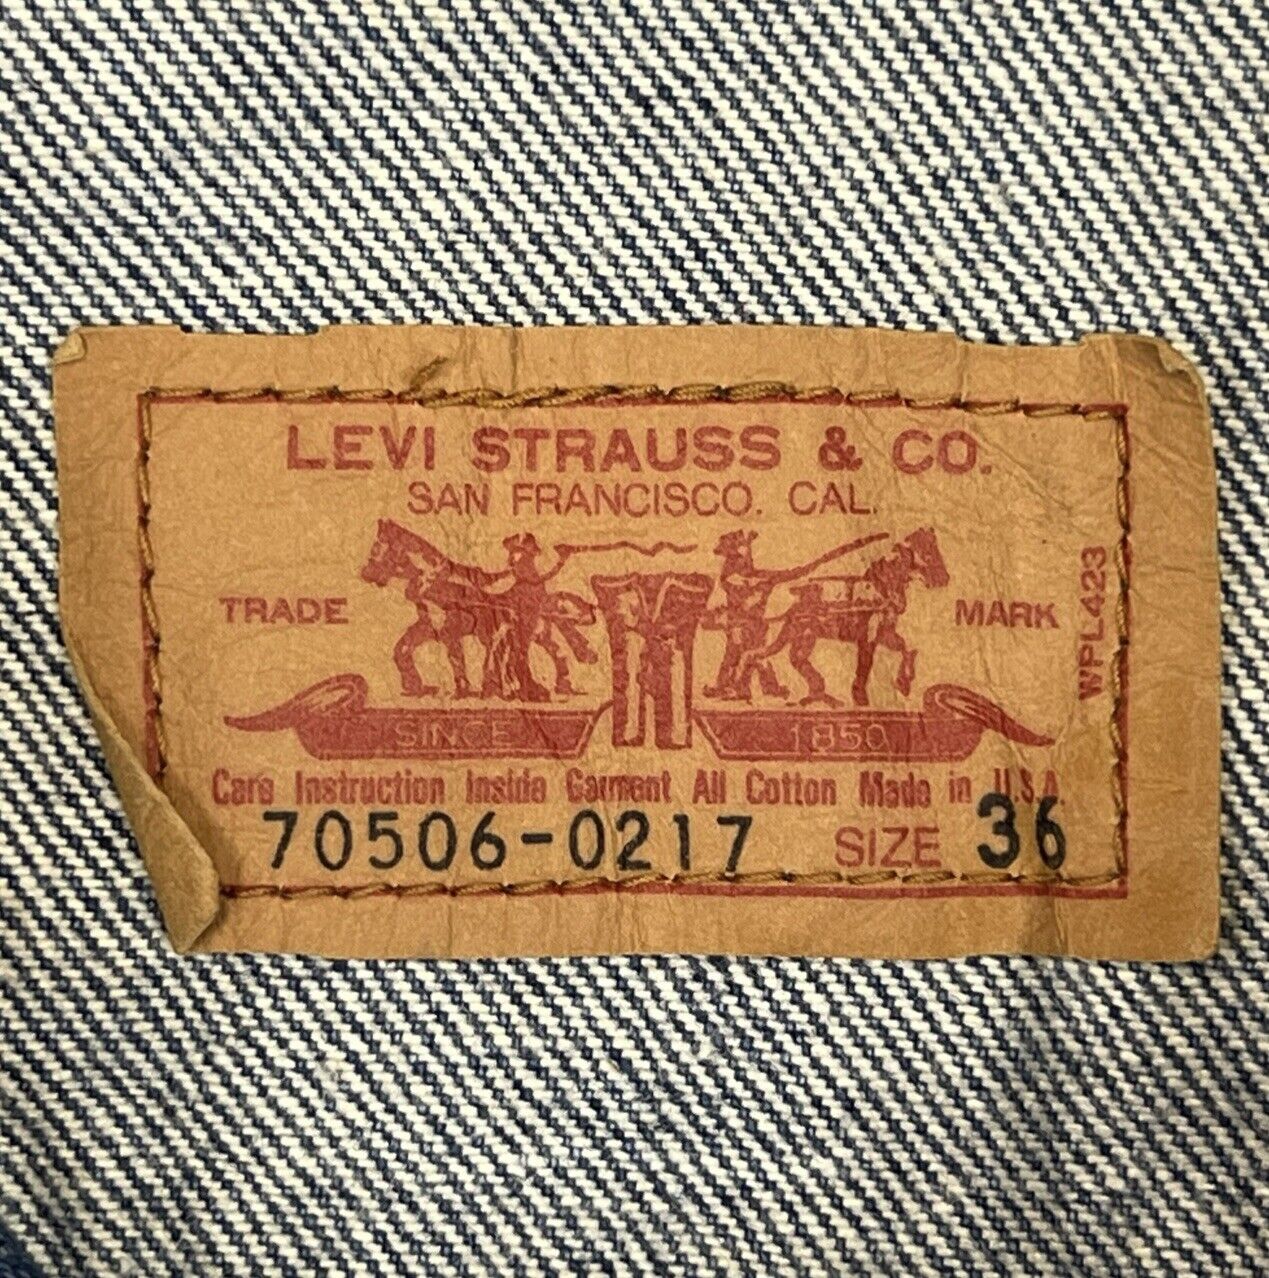 LEVI STRAUSS & CO.
SAN FRANCISCO. CAL.
TRADE MARK
WPL423
SINCE 1850
Care Instruction Inside Garment All Cotton Made in U.S.A.
70506-0217 SIZE 36